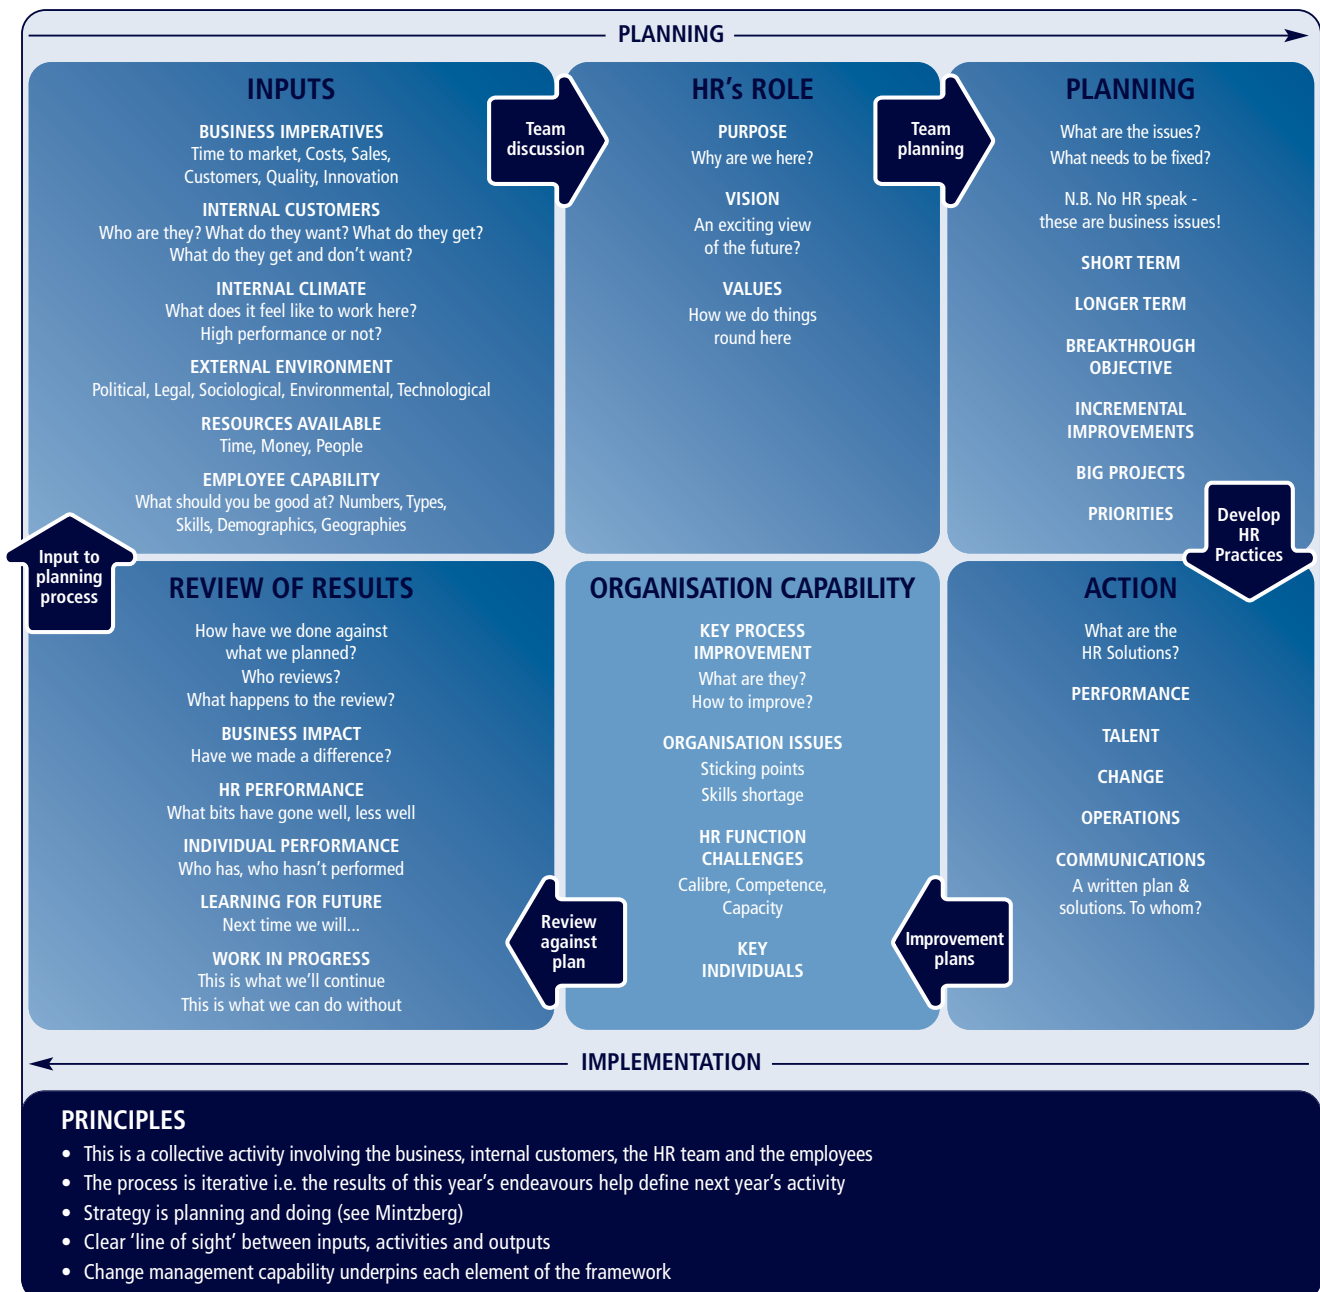 PLANNING
INPUTS
BUSINESS IMPERATIVES
Time to market, Costs, Sales,
Customers, Quality, Innovation
INTERNAL CUSTOMERS
Who are they? What do they want? What do they get?
What do they get and don’t want?
INTERNAL CLIMATE
What does it feel like to work here?
High performance or not?
EXTERNAL ENVIRONMENT
Political, Legal, Sociological, Environmental, Technological
RESOURCES AVAILABLE
Time, Money, People
EMPLOYEE CAPABILITY
What should you be good at? Numbers, Types,
Skills, Demographics, Geographies
Team
discussion
HR’s ROLE
PURPOSE
Why are we here?
VISION
An exciting view
of the future?
VALUES
How we do things
round here
Team
planning
PLANNING
What are the issues?
What needs to be fixed?
N.B. No HR speak -
these are business issues!
SHORT TERM
LONGER TERM
BREAKTHROUGH
OBJECTIVE
INCREMENTAL
IMPROVEMENTS
BIG PROJECTS
PRIORITIES
Develop
HR
Practices
ACTION
What are the
HR Solutions?
PERFORMANCE
TALENT
CHANGE
OPERATIONS
COMMUNICATIONS
A written plan &
solutions. To whom?
Improvement
plans
ORGANISATION CAPABILITY
KEY PROCESS
IMPROVEMENT
What are they?
How to improve?
ORGANISATION ISSUES
Sticking points
Skills shortage
HR FUNCTION
CHALLENGES
Calibre, Competence,
Capacity
KEY
INDIVIDUALS
Review
against
plan
REVIEW OF RESULTS
How have we done against
what we planned?
Who reviews?
What happens to the review?
BUSINESS IMPACT
Have we made a difference?
HR PERFORMANCE
What bits have gone well, less well
INDIVIDUAL PERFORMANCE
Who has, who hasn’t performed
LEARNING FOR FUTURE
Next time we will...
WORK IN PROGRESS
This is what we’ll continue
This is what we can do without
Input to
planning
process
IMPLEMENTATION
PRINCIPLES
• This is a collective activity involving the business, internal customers, the HR team and the employees
• The process is iterative i.e. the results of this year’s endeavours help define next year’s activity
• Strategy is planning and doing (see Mintzberg)
• Clear ‘line of sight’ between inputs, activities and outputs
• Change management capability underpins each element of the framework